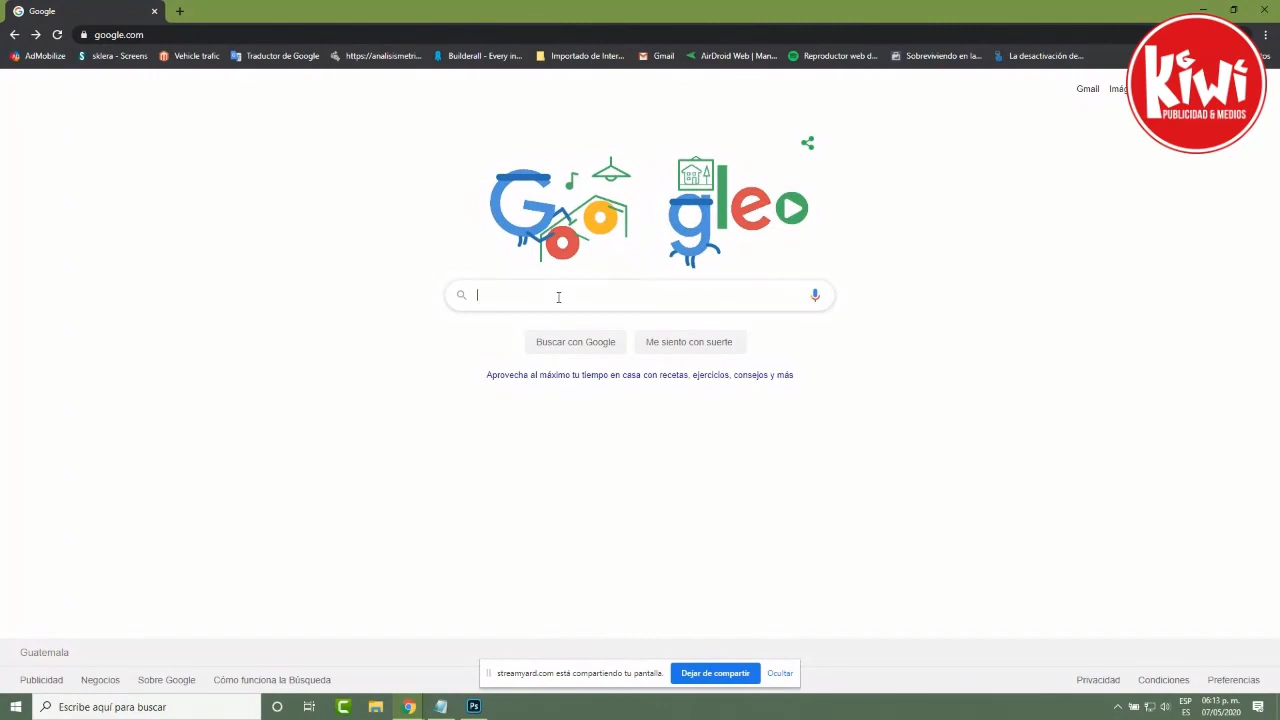 Google
google.com
AdMobilize
sklera - Screens
Vehicle trafic
Traductor de Google
https://analisismetri...
Builderall - Every in...
Importado de Inter...
Gmail
AirDroid Web | Man...
Reproductor web d...
Sobreviviendo en la...
La desactivación de...
Gmail
KiWi
GG
PUBLICIDAD & MEDIOS
Google
Buscar con Google
Me siento con suerte
Aprovecha al máximo tu tiempo en casa con recetas, ejercicios, consejos y más
Guatemala
Negocios
Sobre Google
Cómo funciona la Búsqueda
streamyard.com está compartiendo tu pantalla.
Dejar de compartir
Ocultar
Privacidad
Condiciones
Preferencias
Escribe aquí para buscar
Ps
ESP
ES
06:13 p. m.
07/05/2020